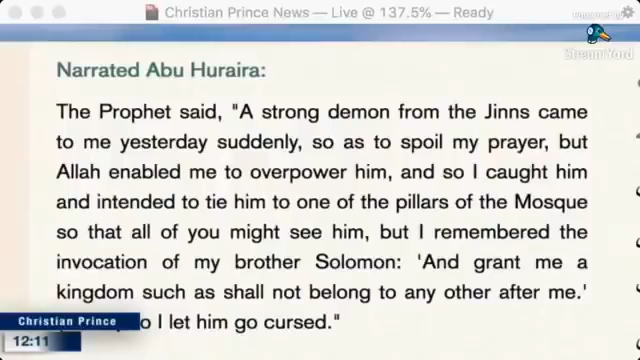 Christian Prince News — Live @ 137.5% — Ready
StreamYard
Narrated Abu Huraira:
The Prophet said, "A strong demon from the Jinns came
to me yesterday suddenly, so as to spoil my prayer, but
Allah enabled me to overpower him, and so I caught him
and intended to tie him to one of the pillars of the Mosque
so that all of you might see him, but I remembered the
invocation of my brother Solomon: 'And grant me a
kingdom such as shall not belong to any other after me.'
I let him go cursed."
Christian Prince
12:11